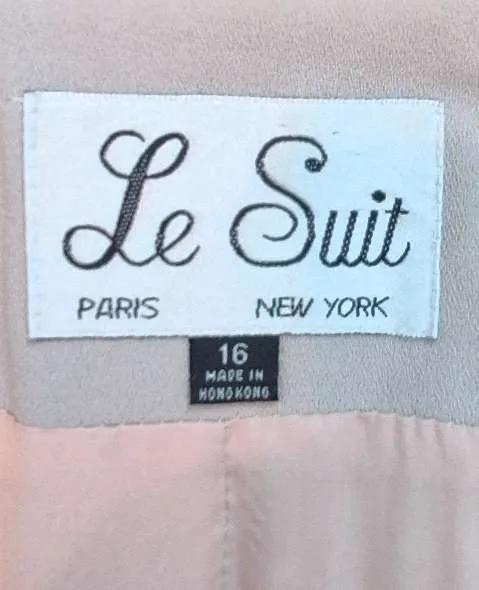 Le Suit
PARIS NEW YORK
16
MADE IN
HONGKONG